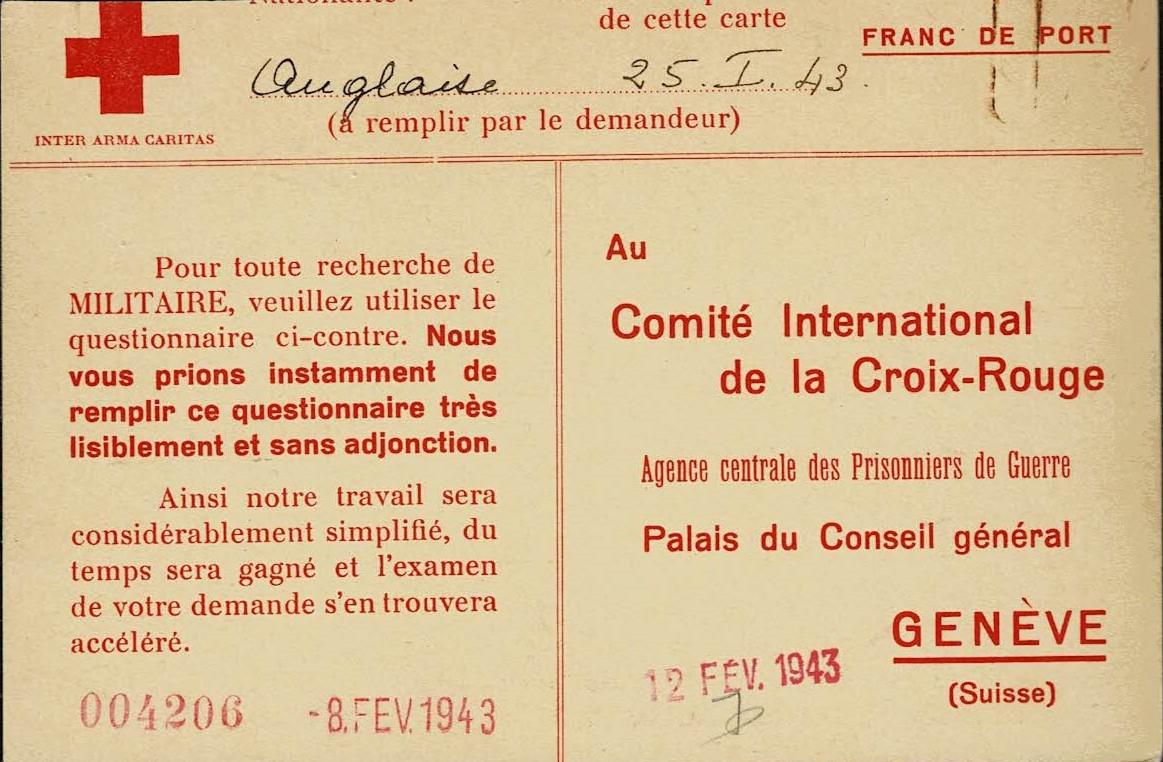 Nationalité :
de cette carte
FRANC DE PORT
Anglaise 25.I.43.
(à remplir par le demandeur)
INTER ARMA CARITAS
Pour toute recherche de
MILITAIRE, veuillez utiliser le
questionnaire ci-contre. Nous
vous prions instamment de
remplir ce questionnaire très
lisiblement et sans adjonction.
Ainsi notre travail sera
considérablement simplifié, du
temps sera gagné et l'examen
de votre demande s'en trouvera
accéléré.
004206 -8.FEV.1943
Au
Comité International
de la Croix-Rouge
Agence centrale des Prisonniers de Guerre
Palais du Conseil général
GENÈVE
(Suisse)
12 FÉV. 1943